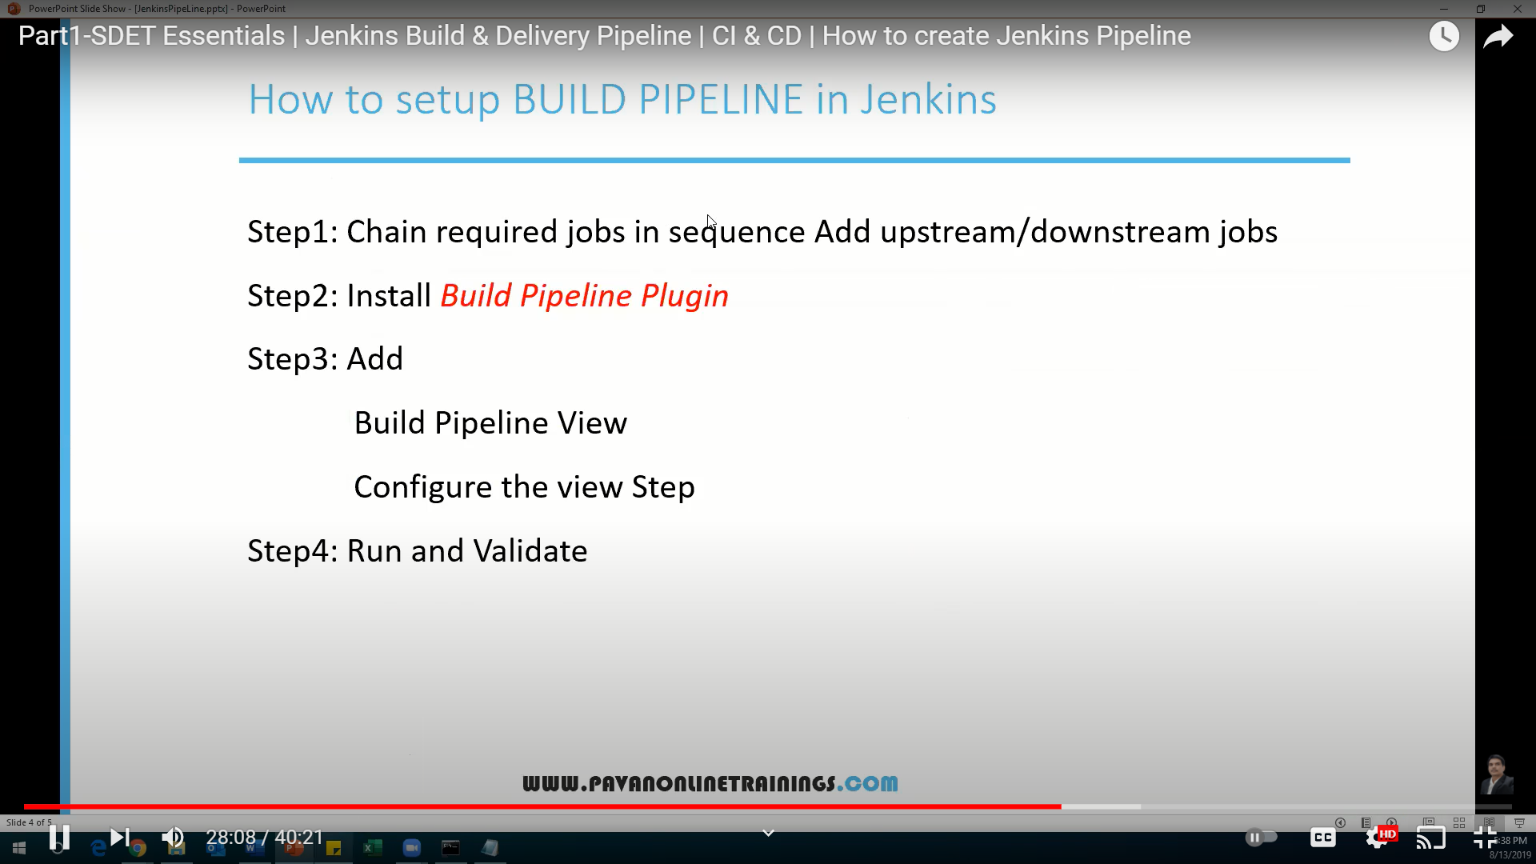 PowerPoint Slide Show - [JenkinsPipeLine.pptx] - PowerPoint
Part1-SDET Essentials | Jenkins Build & Delivery Pipeline | CI & CD | How to create Jenkins Pipeline
How to setup BUILD PIPELINE in Jenkins
Step1: Chain required jobs in sequence Add upstream/downstream jobs
Step2: Install Build Pipeline Plugin
Step3: Add
Build Pipeline View
Configure the view Step
Step4: Run and Validate
WWW.PAVANONLINETRAININGS.COM
Slide 4 of 5
28:08 / 40:21
CC
HD
:38 PM
8/13/2019